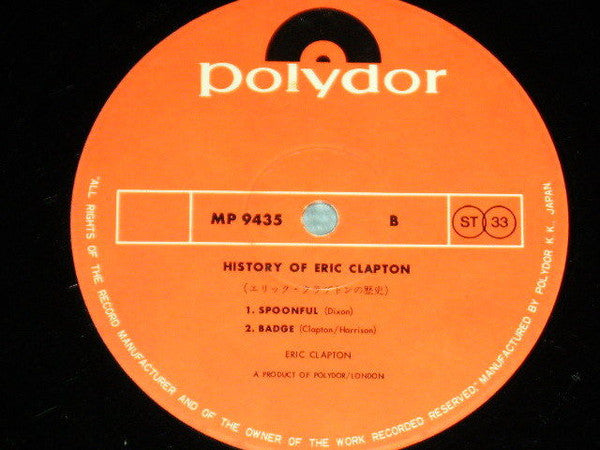 polydor
MP 9435 B ST 33
HISTORY OF ERIC CLAPTON
(エリック・クラプトンの歴史)
1. SPOONFUL (Dixon)
2. BADGE (Clapton/Harrison)
ERIC CLAPTON
A PRODUCT OF POLYDOR/LONDON
"ALL RIGHTS OF THE RECORD MANUFACTURER AND OF THE OWNER OF THE WORK RECORDED RESERVED." MANUFACTURED BY POLYDOR K. K. JAPAN